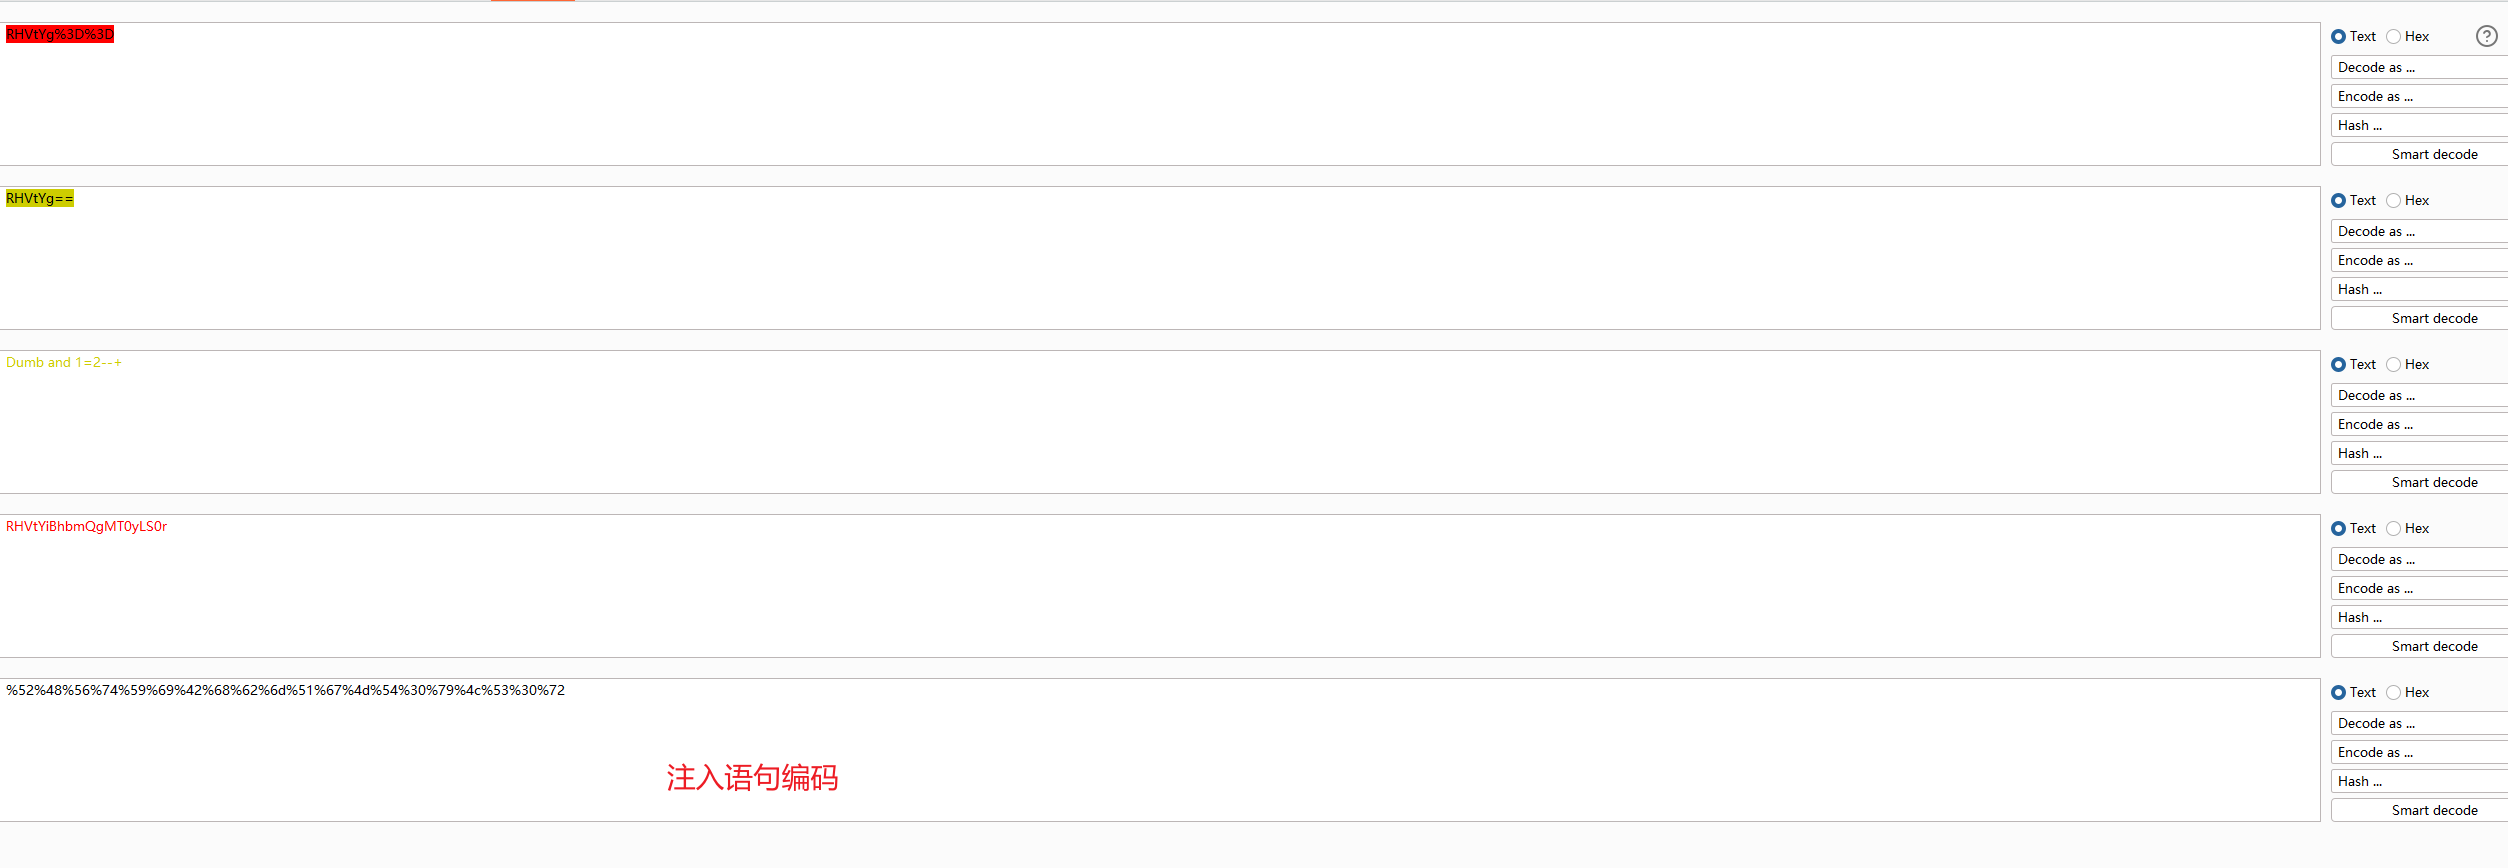 RHVtYg%3D%3D
Text Hex ?
Decode as ...
Encode as ...
Hash ...
Smart decode
RHVtYg==
Text Hex
Decode as ...
Encode as ...
Hash ...
Smart decode
Dumb and 1=2--+
Text Hex
Decode as ...
Encode as ...
Hash ...
Smart decode
RHVtYiBhbmQgMT0yLS0r
Text Hex
Decode as ...
Encode as ...
Hash ...
Smart decode
%52%48%56%74%59%69%42%68%62%6d%51%67%4d%54%30%79%4c%53%30%72
Text Hex
Decode as ...
Encode as ...
Hash ...
Smart decode
注入语句编码